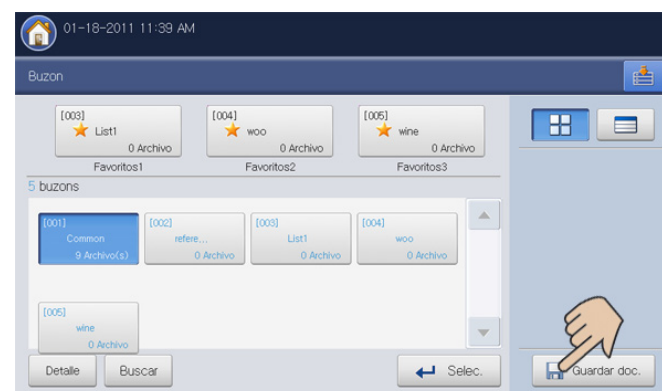 01-18-2011 11:39 AM
Buzon
[003]
List1
0 Archivo
Favoritos1
[004]
woo
0 Archivo
Favoritos2
[005]
wine
0 Archivo
Favoritos3
5 buzons
[001]
Common
9 Archivo(s)
[002]
refere...
0 Archivo
[003]
List1
0 Archivo
[004]
woo
0 Archivo
[005]
wine
0 Archivo
Detalle
Buscar
Selec.
Guardar doc.